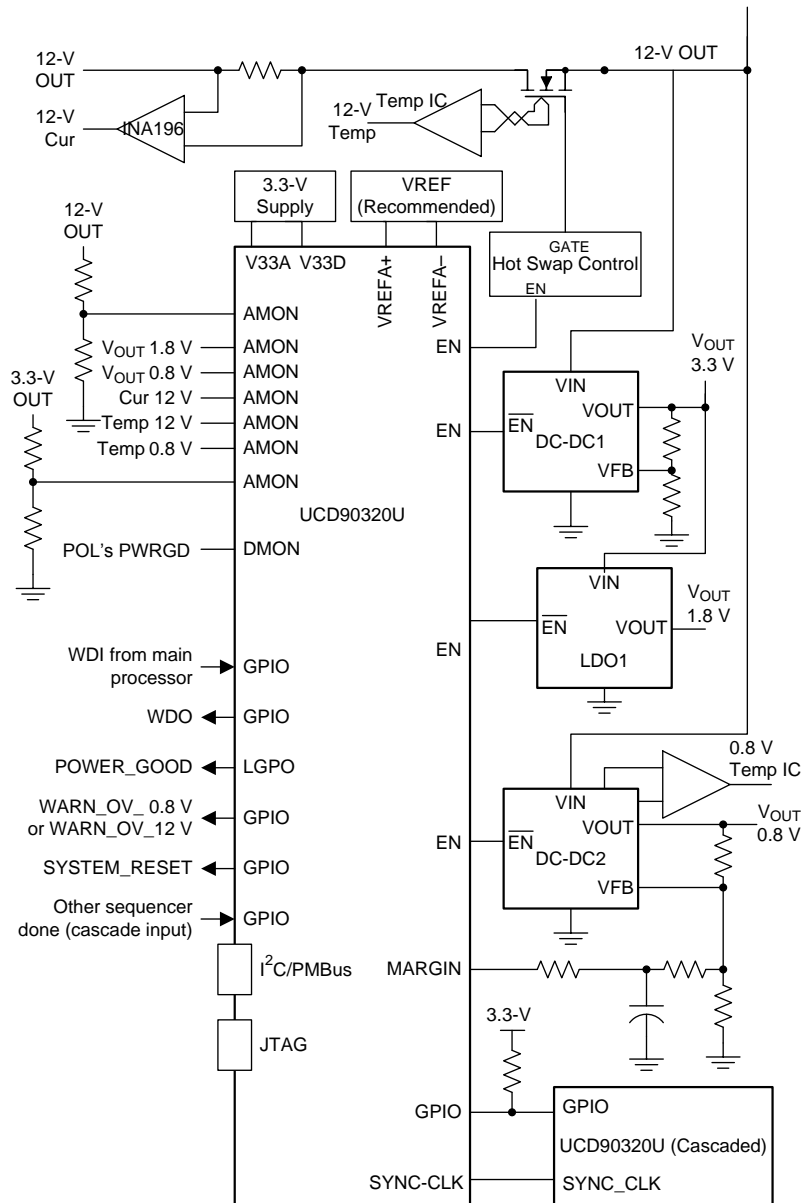 12-V
OUT
12-V
Cur
INA196
12-V
Temp
Temp IC
12-V OUT
3.3-V
Supply
VREF
(Recommended)
GATE
Hot Swap Control
EN
12-V
OUT
V33A V33D
VREFA+
VREFA−
AMON
VOUT 1.8 V
AMON
VOUT 0.8 V
AMON
Cur 12 V
AMON
Temp 12 V
AMON
Temp 0.8 V
AMON
3.3-V
OUT
AMON
UCD90320U
POL's PWRGD
DMON
WDI from main
processor
GPIO
WDO
GPIO
POWER_GOOD
LGPO
WARN_OV_ 0.8 V
or WARN_OV_12 V
GPIO
SYSTEM_RESET
GPIO
Other sequencer
done (cascade input)
GPIO
I2C/PMBus
JTAG
EN
EN
EN
EN
MARGIN
GPIO
SYNC-CLK
VIN
VOUT
EN
DC-DC1
VFB
VOUT
3.3 V
VIN
EN
VOUT
LDO1
VOUT
1.8 V
VIN
VOUT
EN
DC-DC2
VFB
0.8 V
Temp IC
VOUT
0.8 V
3.3-V
GPIO
UCD90320U (Cascaded)
SYNC_CLK